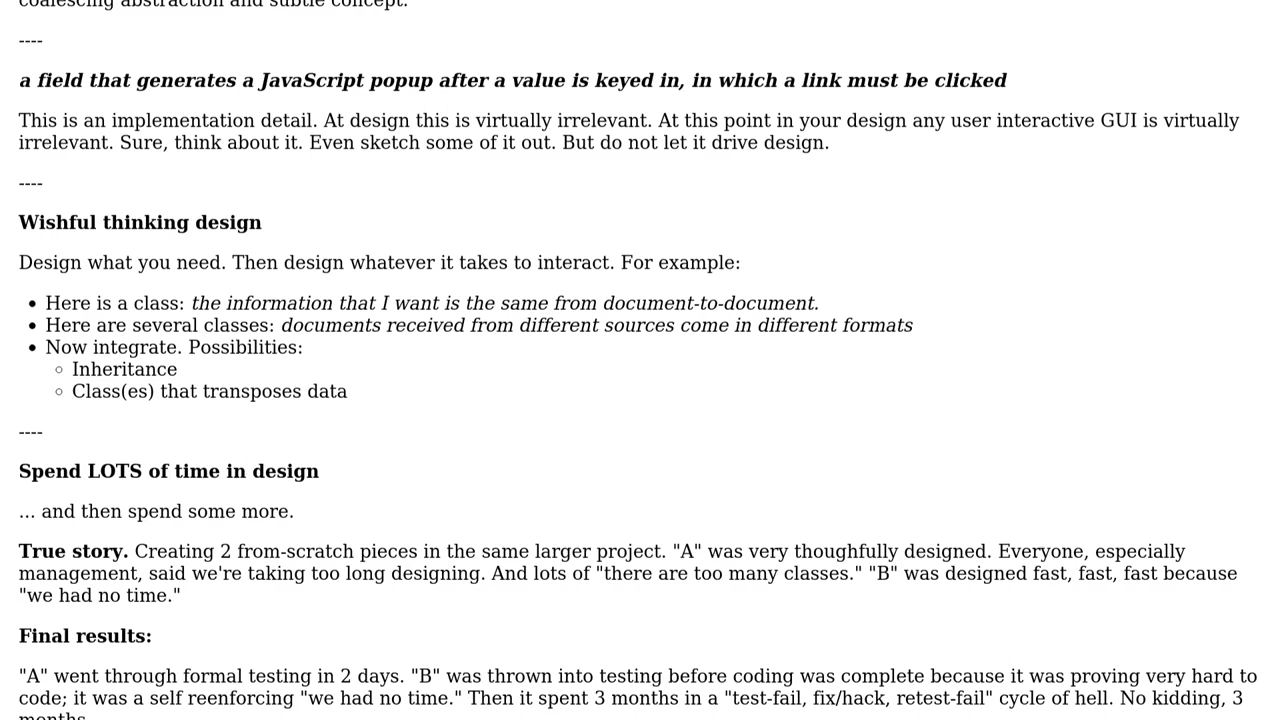 coalescing abstraction and subtle concept.
----
a field that generates a JavaScript popup after a value is keyed in, in which a link must be clicked
This is an implementation detail. At design this is virtually irrelevant. At this point in your design any user interactive GUI is virtually
irrelevant. Sure, think about it. Even sketch some of it out. But do not let it drive design.
----
Wishful thinking design
Design what you need. Then design whatever it takes to interact. For example:
• Here is a class: the information that I want is the same from document-to-document.
• Here are several classes: documents received from different sources come in different formats
• Now integrate. Possibilities:
◦ Inheritance
◦ Class(es) that transposes data
----
Spend LOTS of time in design
... and then spend some more.
True story. Creating 2 from-scratch pieces in the same larger project. "A" was very thoughfully designed. Everyone, especially
management, said we're taking too long designing. And lots of "there are too many classes." "B" was designed fast, fast, fast because
"we had no time."
Final results:
"A" went through formal testing in 2 days. "B" was thrown into testing before coding was complete because it was proving very hard to
code; it was a self reenforcing "we had no time." Then it spent 3 months in a "test-fail, fix/hack, retest-fail" cycle of hell. No kidding, 3
months